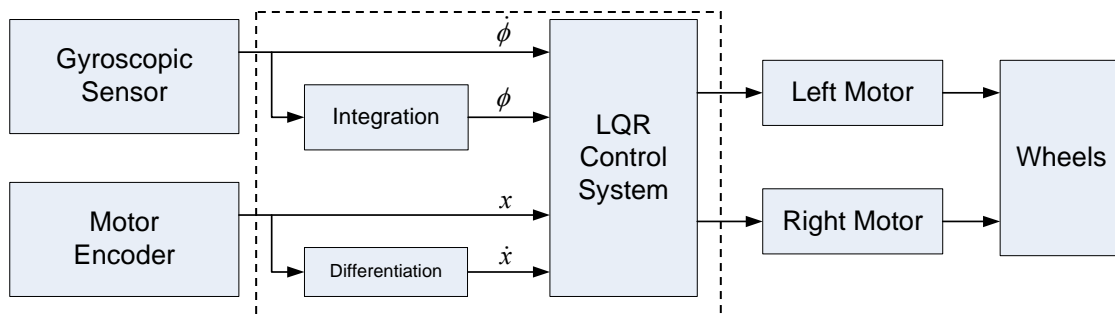 Gyroscopic
Sensor
ϕ̇
Integration
ϕ
LQR
Control
System
Left Motor
Wheels
Motor
Encoder
x
Differentiation
ẋ
Right Motor